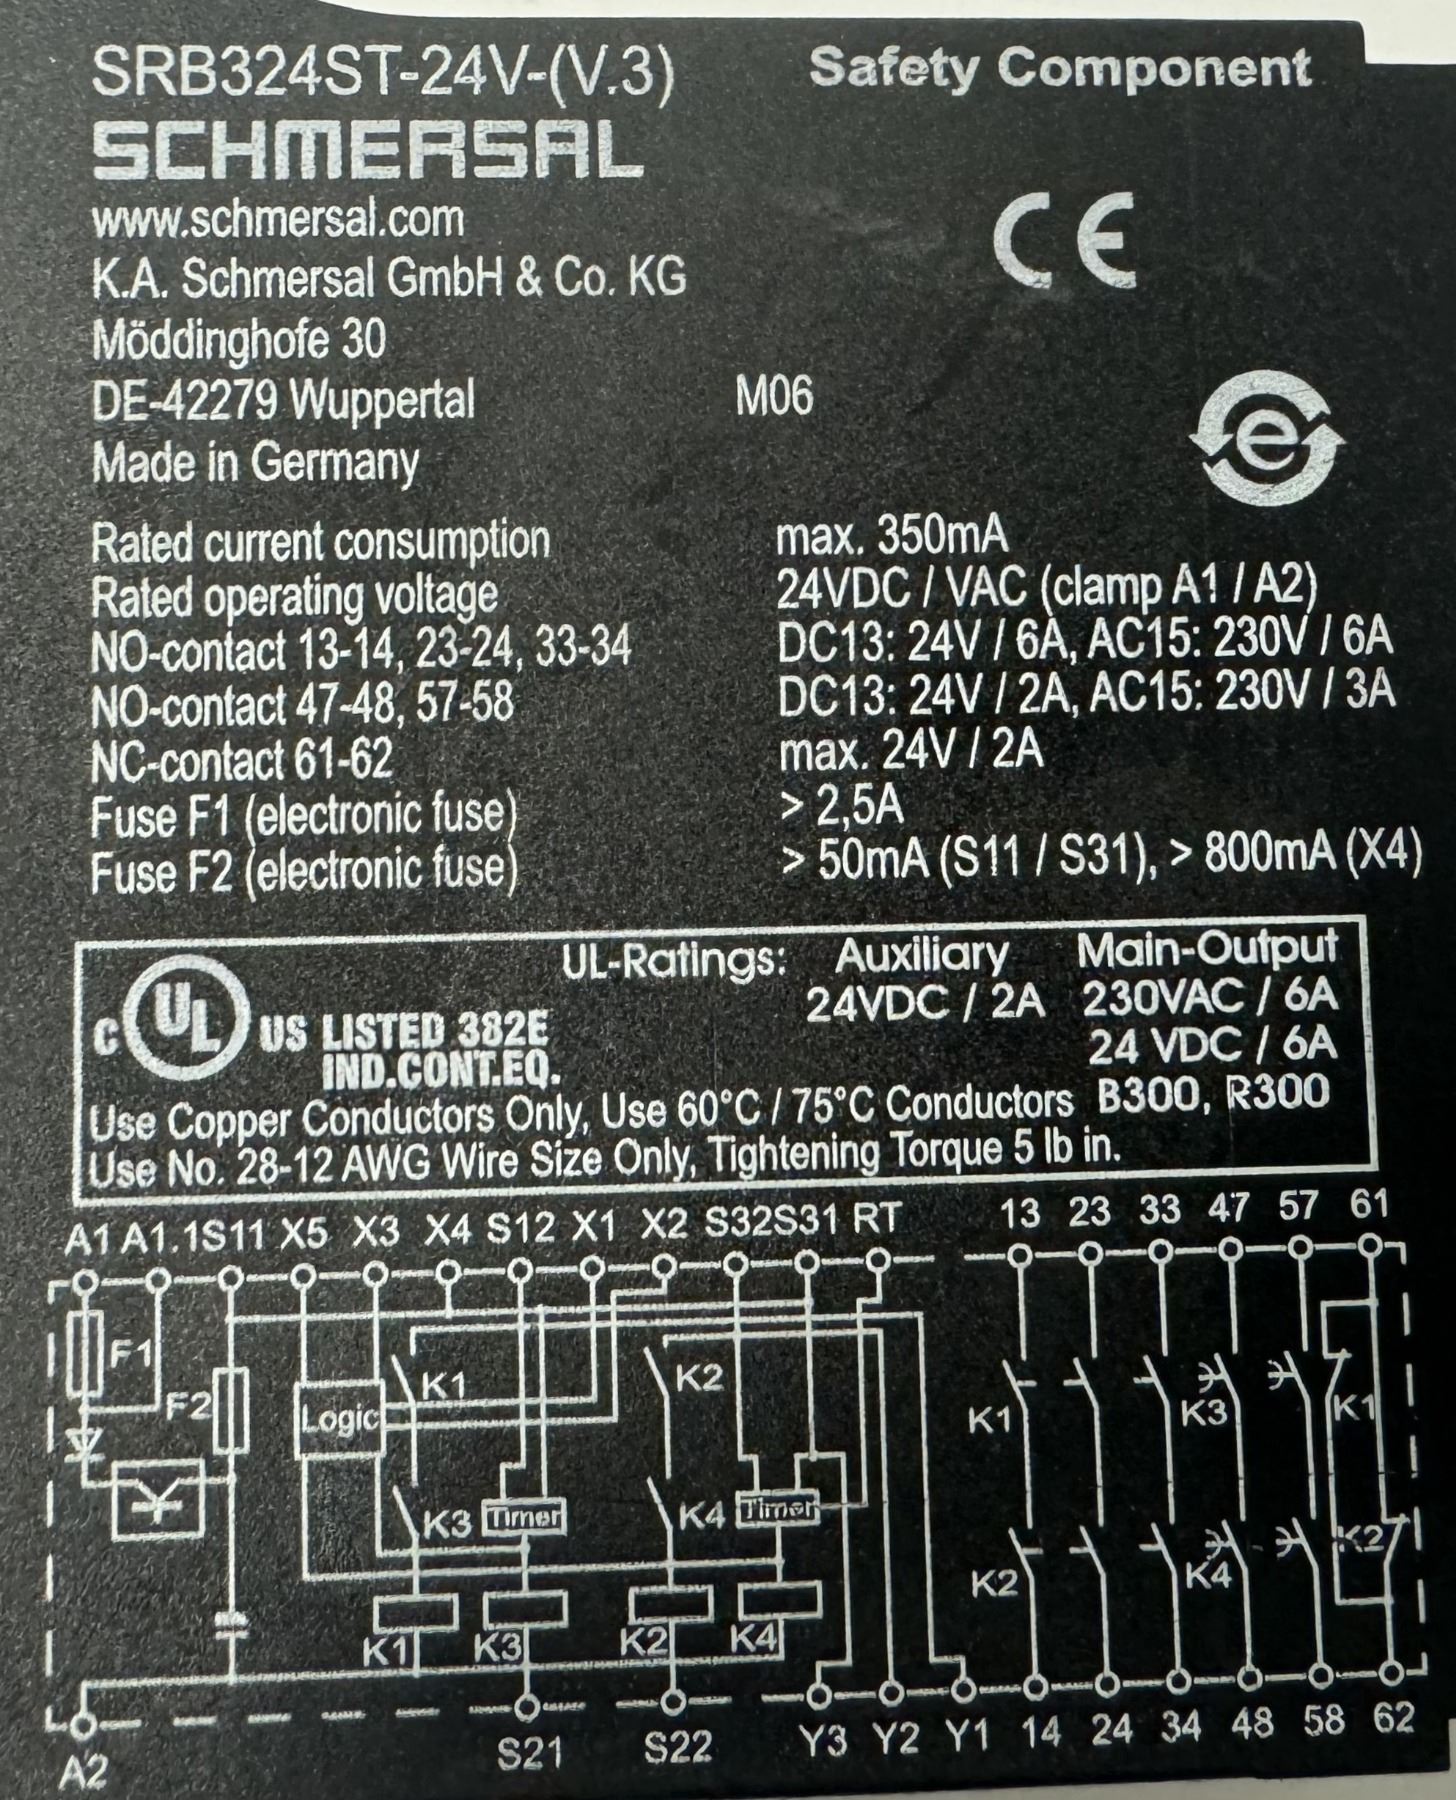 SRB324ST-24V-(V.3) Safety Component
SCHMERSAL
www.schmersal.com
CE
K.A. Schmersal GmbH & Co. KG
Möddinghofe 30
DE-42279 Wuppertal M06
e
Made in Germany
Rated current consumption max. 350mA
Rated operating voltage 24VDC / VAC (clamp A1 / A2)
NO-contact 13-14, 23-24, 33-34 DC13: 24V / 6A, AC15: 230V / 6A
NO-contact 47-48, 57-58 DC13: 24V / 2A, AC15: 230V / 3A
NC-contact 61-62 max. 24V / 2A
Fuse F1 (electronic fuse) > 2,5A
Fuse F2 (electronic fuse) > 50mA (S11 / S31), > 800mA (X4)
UL-Ratings: Auxiliary Main-Output
24VDC / 2A 230VAC / 6A
C UL US LISTED 382E
24 VDC / 6A
IND.CONT.EQ.
Use Copper Conductors Only, Use 60°C / 75°C Conductors B300, R300
Use No. 28-12 AWG Wire Size Only, Tightening Torque 5 lb in.
A1 A1.1 S11 X5 X3 X4 S12 X1 X2 S32 S31 RT 13 23 33 47 57 61
F1 F2 Logic K1 K2 K1 K3 K1
K3 Timer K4 Timer K2 K4 K2
K1 K3 K2 K4
A2 S21 S22 Y3 Y2 Y1 14 24 34 48 58 62